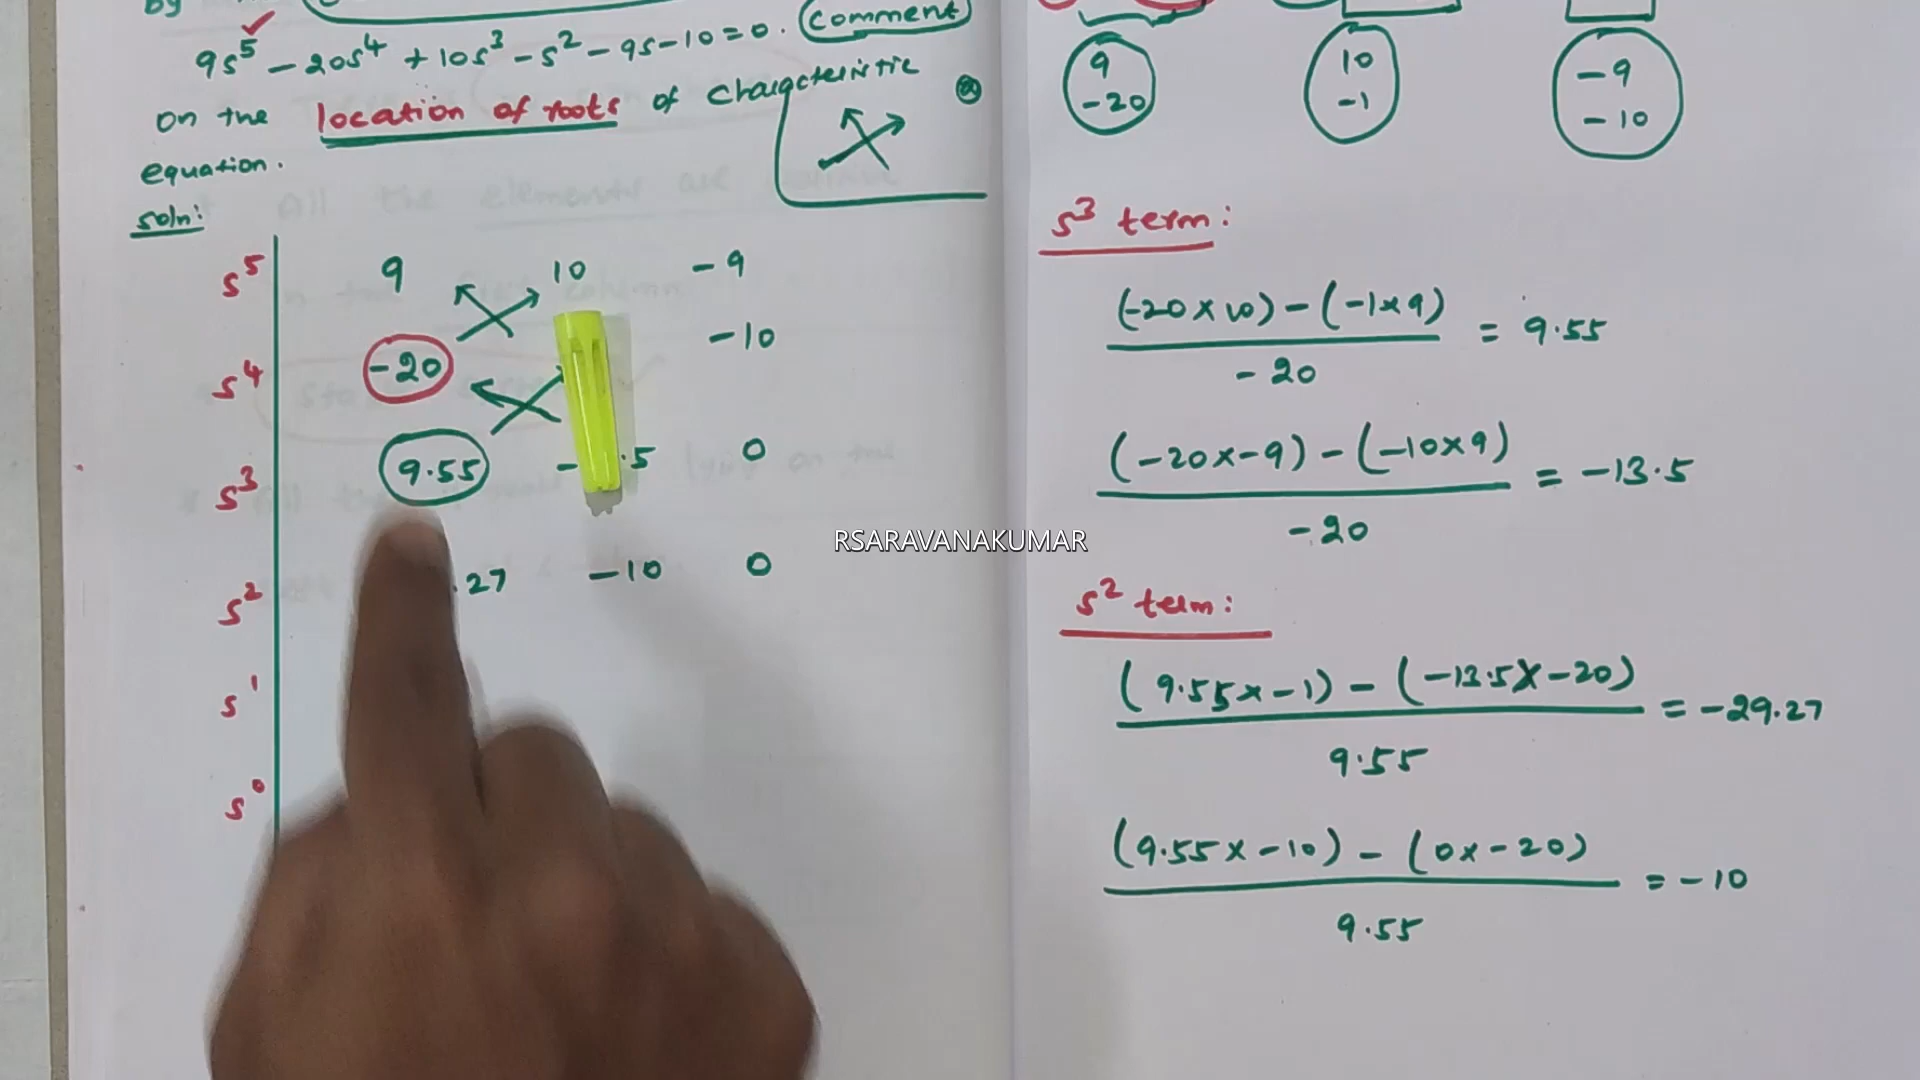 by
9s⁵ - 20s⁴ + 10s³ - s² - 9s - 10 = 0. Comment
on the location of roots of characteristic
equation.
soln:
s⁵ 9 10 -9
s⁴ -20 -10
s³ 9.55 - .5 0
s² .27 -10 0
s¹
s⁰
9 10 -9
-20 -1 -10
s³ term:
(-20 x 10) - (-1 x 9)
-20
= 9.55
(-20 x -9) - (-10 x 9)
-20
= -13.5
s² term:
(9.55 x -1) - (-13.5 x -20)
9.55
= -29.27
(9.55 x -10) - (0 x -20)
9.55
= -10
RSARAVANAKUMAR